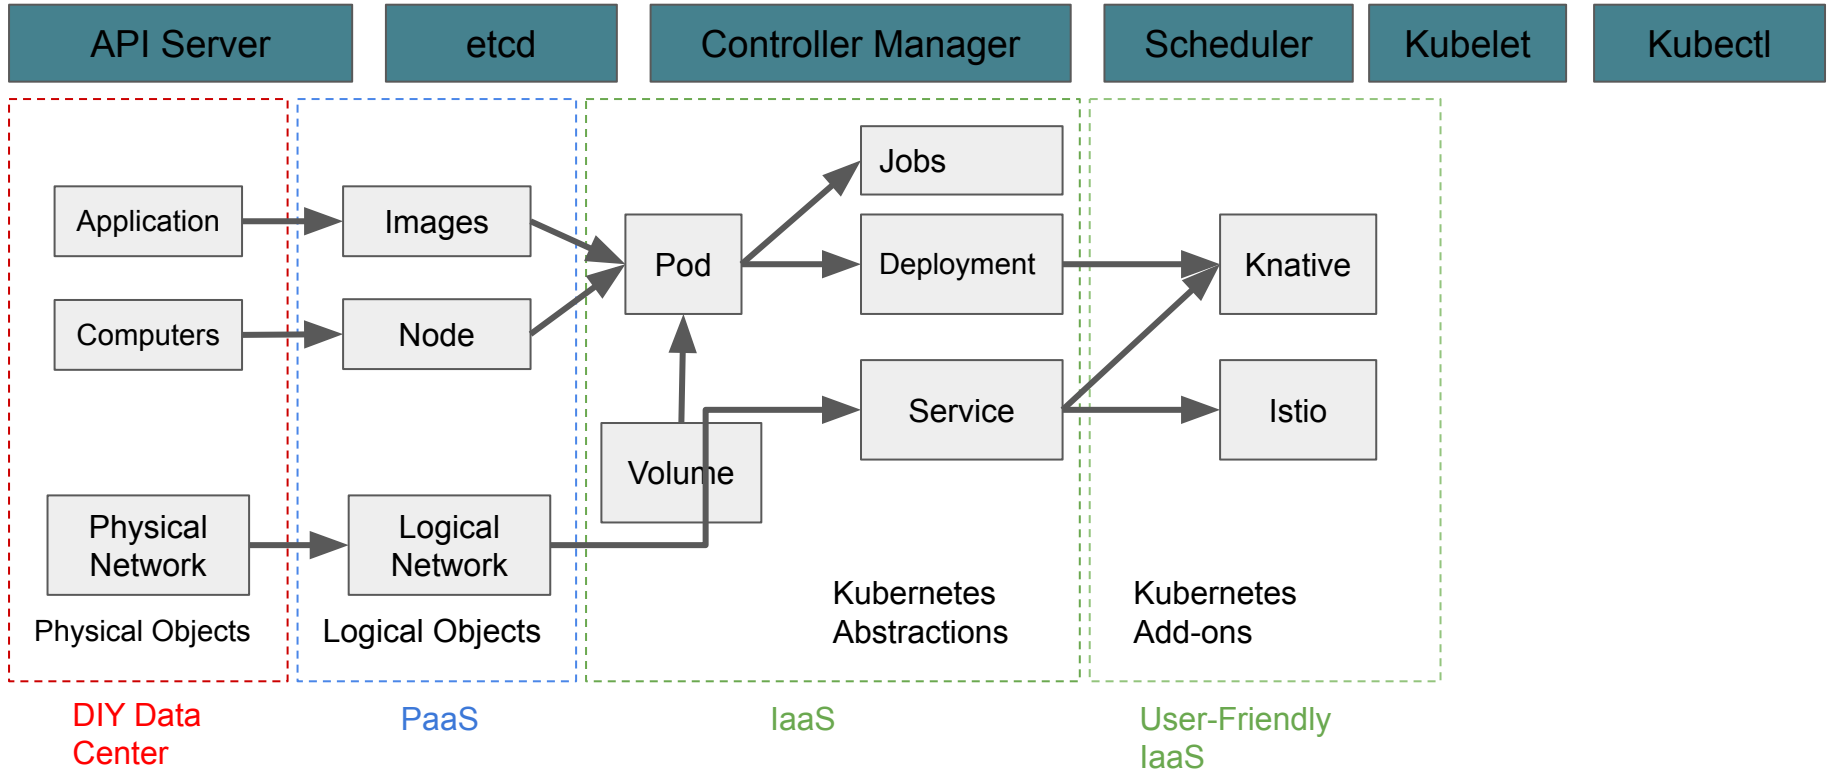 API Server
etcd
Controller Manager
Scheduler
Kubelet
Kubectl
Application
Computers
Physical
Network
Physical Objects
DIY Data
Center
Images
Node
Logical
Network
Logical Objects
PaaS
Pod
Volume
Jobs
Deployment
Service
Kubernetes
Abstractions
IaaS
Knative
Istio
Kubernetes
Add-ons
User-Friendly
IaaS